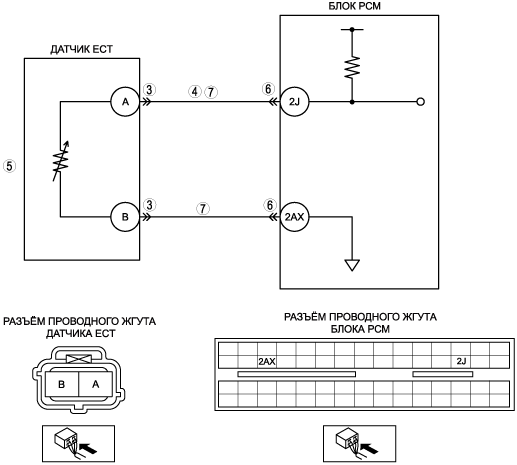 БЛОК PCM
ДАТЧИК ECT
A
3
4 7
6
2J
5
B
3
7
6
2AX
РАЗЪЁМ ПРОВОДНОГО ЖГУТА
ДАТЧИКА ECT
B A
РАЗЪЁМ ПРОВОДНОГО ЖГУТА
БЛОКА PCM
2AX 2J